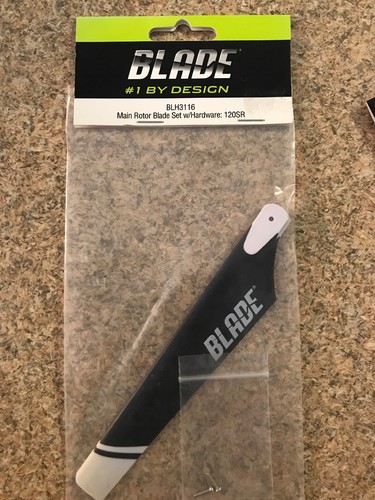 BLADE®
#1 BY DESIGN
BLH3116
Main Rotor Blade Set w/Hardware: 120SR
BLADE®